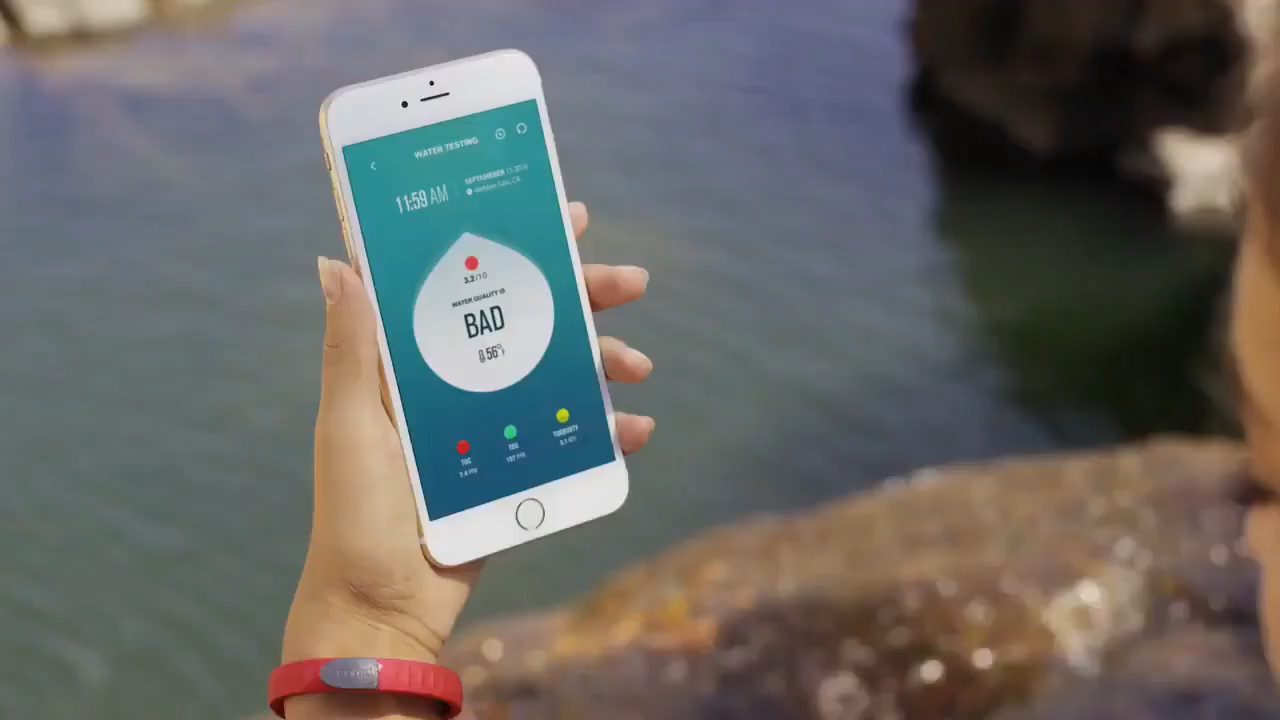 WATER TESTING
11:59 AM
SEPTEMBER
3.2/10
WATER QUALITY IS
BAD
56°F
TOC
TDS
TURBIDITY